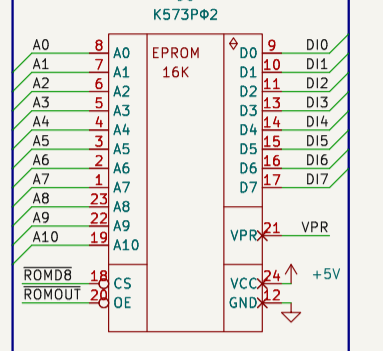 К573РФ2
A0 8 A0 EPROM D0 9 DI0
A1 7 A1 16K D1 10 DI1
A2 6 A2 D2 11 DI2
A3 5 A3 D3 13 DI3
A4 4 A4 D4 14 DI4
A5 3 A5 D5 15 DI5
A6 2 A6 D6 16 DI6
A7 1 A7 D7 17 DI7
A8 23 A8
A9 22 A9 VPR 21 VPR
A10 19 A10
ROMD8 18 CS VCC 24 +5V
ROMOUT 20 OE GND 12